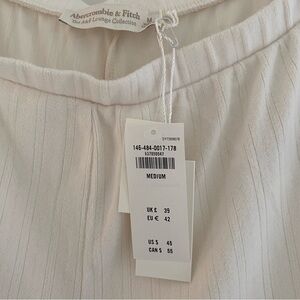 Abercrombie & Fitch
The A&F Lounge Collection
M
146-484-0017-178
MEDIUM
UK £ 39
EU € 42
US $ 45
CAN $ 55